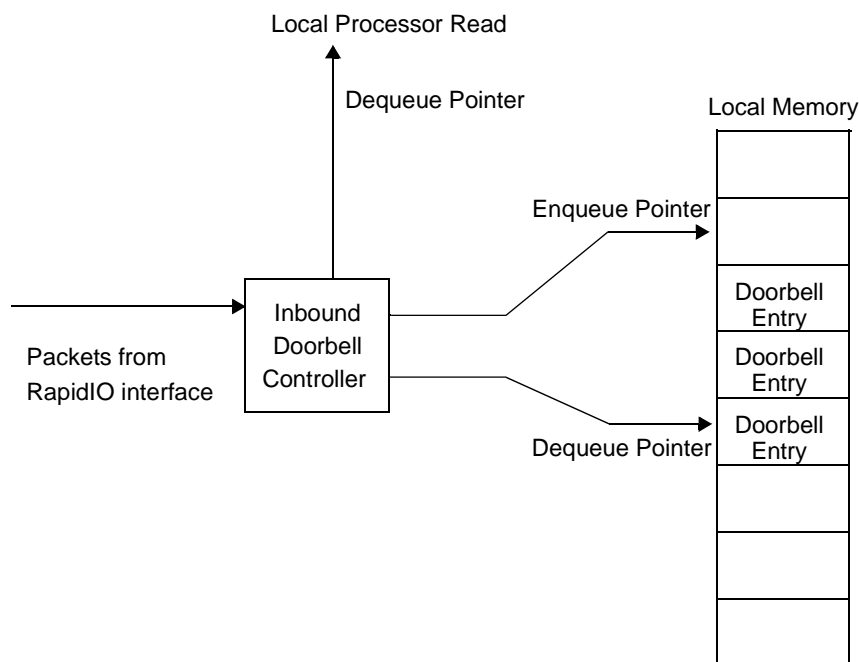 Local Processor Read
Dequeue Pointer
Local Memory
Enqueue Pointer
Doorbell
Entry
Inbound
Doorbell
Controller
Packets from
RapidIO interface
Doorbell
Entry
Doorbell
Entry
Dequeue Pointer